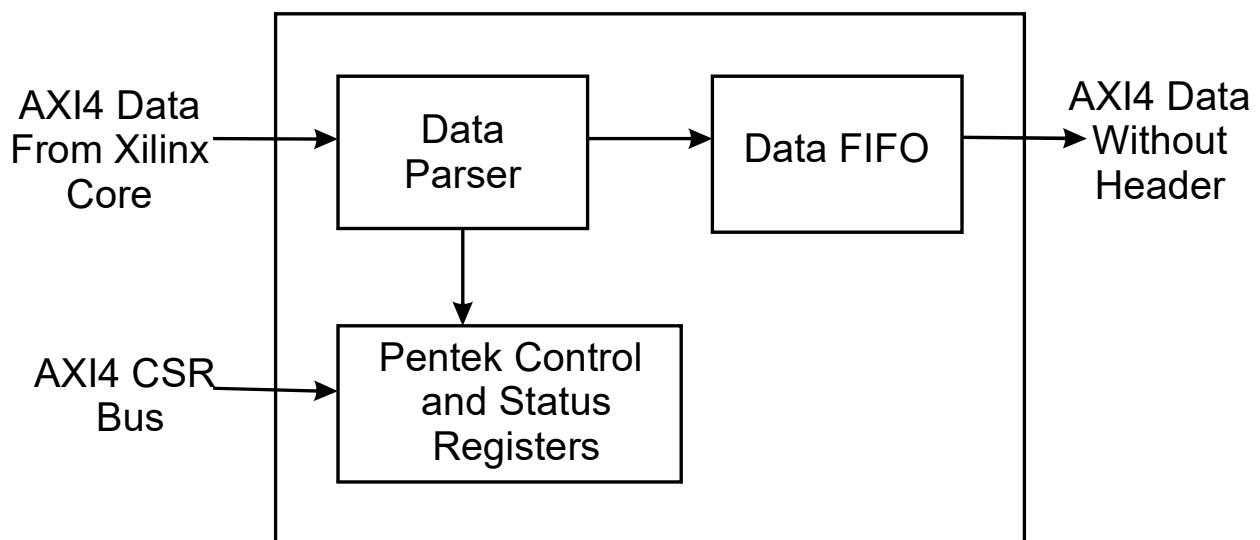 AXI4 Data
From Xilinx
Core
Data
Parser
Data FIFO
AXI4 Data
Without
Header
AXI4 CSR
Bus
Pentek Control
and Status
Registers